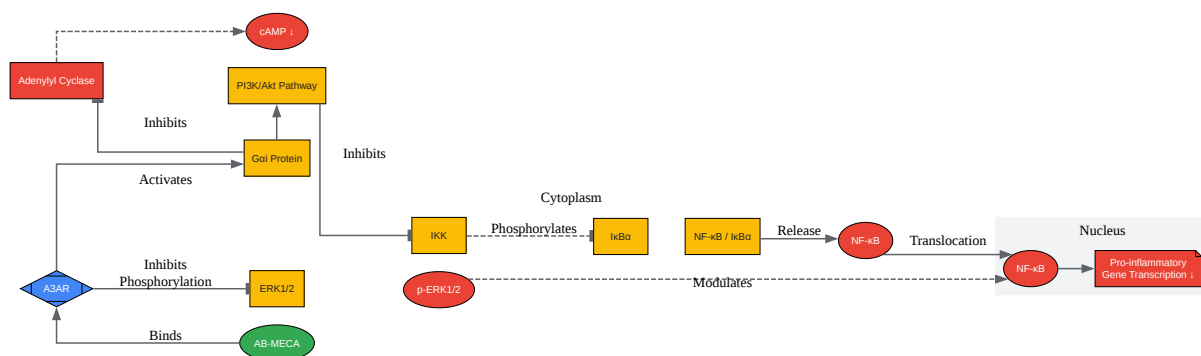 cAMP ↓
Adenylyl Cyclase
PI3K/Akt Pathway
Inhibits
Gαi Protein
Inhibits
Activates
Cytoplasm
IKK
Phosphorylates
IκBα
NF-κB / IκBα
Release
NF-κB
Translocation
Nucleus
NF-κB
Pro-inflammatory
Gene Transcription ↓
Inhibits
Phosphorylation
A3AR
ERK1/2
p-ERK1/2
Modulates
Binds
AB-MECA